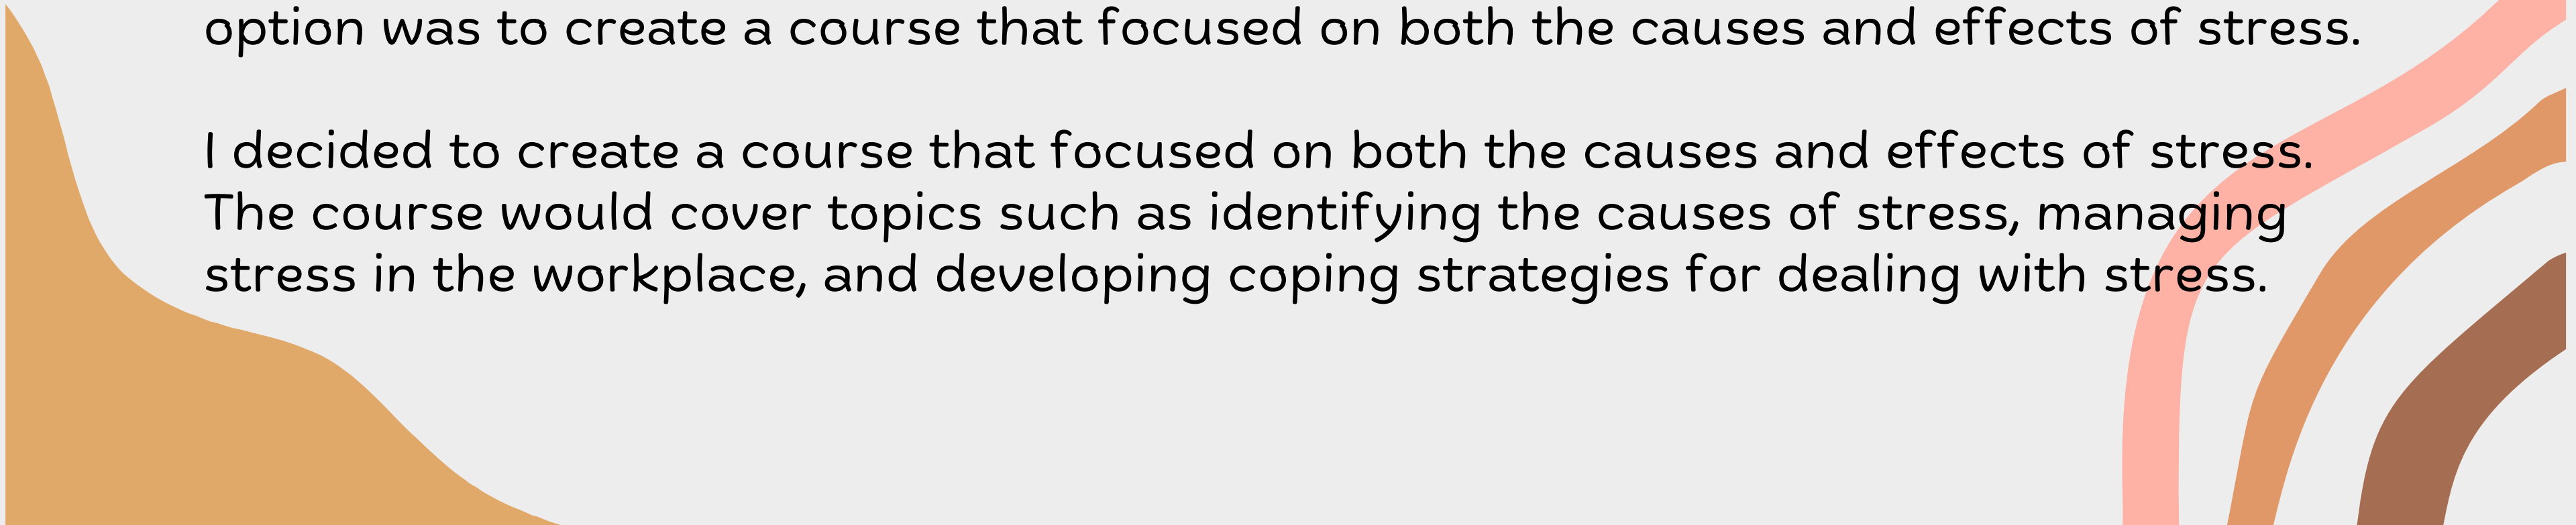 option was to create a course that focused on both the causes and effects of stress.
I decided to create a course that focused on both the causes and effects of stress.
The course would cover topics such as identifying the causes of stress, managing
stress in the workplace, and developing coping strategies for dealing with stress.